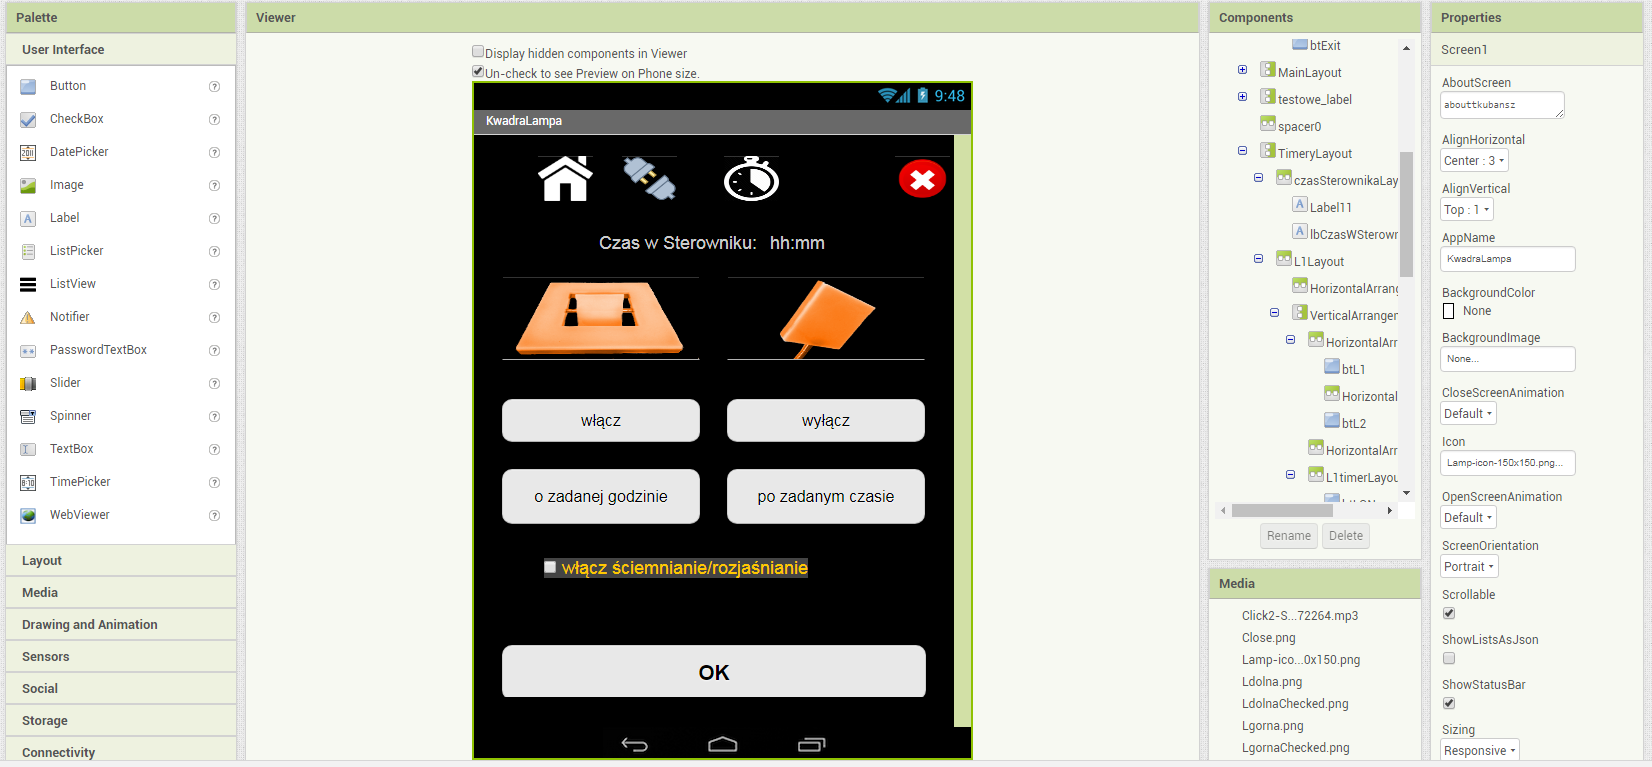 Palette
User Interface
Button
CheckBox
DatePicker
Image
Label
ListPicker
ListView
Notifier
PasswordTextBox
Slider
Spinner
TextBox
TimePicker
WebViewer
Layout
Media
Drawing and Animation
Sensors
Social
Storage
Connectivity
Viewer
Display hidden components in Viewer
Un-check to see Preview on Phone size.
9:48
KwadraLampa
Czas w Sterowniku: hh:mm
włącz
wyłącz
o zadanej godzinie
po zadanym czasie
włącz ściemnianie/rozjaśnianie
OK
Components
btExit
MainLayout
testowe_label
spacer0
TimeryLayout
czasSterownikaLay
Label11
lbCzasWSterown
L1Layout
HorizontalArrang
VerticalArrangem
HorizontalArr
btL1
Horizontal
btL2
HorizontalArr
L1timerLayou
Rename
Delete
Media
Click2-S...72264.mp3
Close.png
Lamp-ico...0x150.png
Ldolna.png
LdolnaChecked.png
Lgorna.png
LgornaChecked.png
Properties
Screen1
AboutScreen
abouttkubansz
AlignHorizontal
Center : 3
AlignVertical
Top : 1
AppName
KwadraLampa
BackgroundColor
None
BackgroundImage
None...
CloseScreenAnimation
Default
Icon
Lamp-icon-150x150.png...
OpenScreenAnimation
Default
ScreenOrientation
Portrait
Scrollable
ShowListsAsJson
ShowStatusBar
Sizing
Responsive